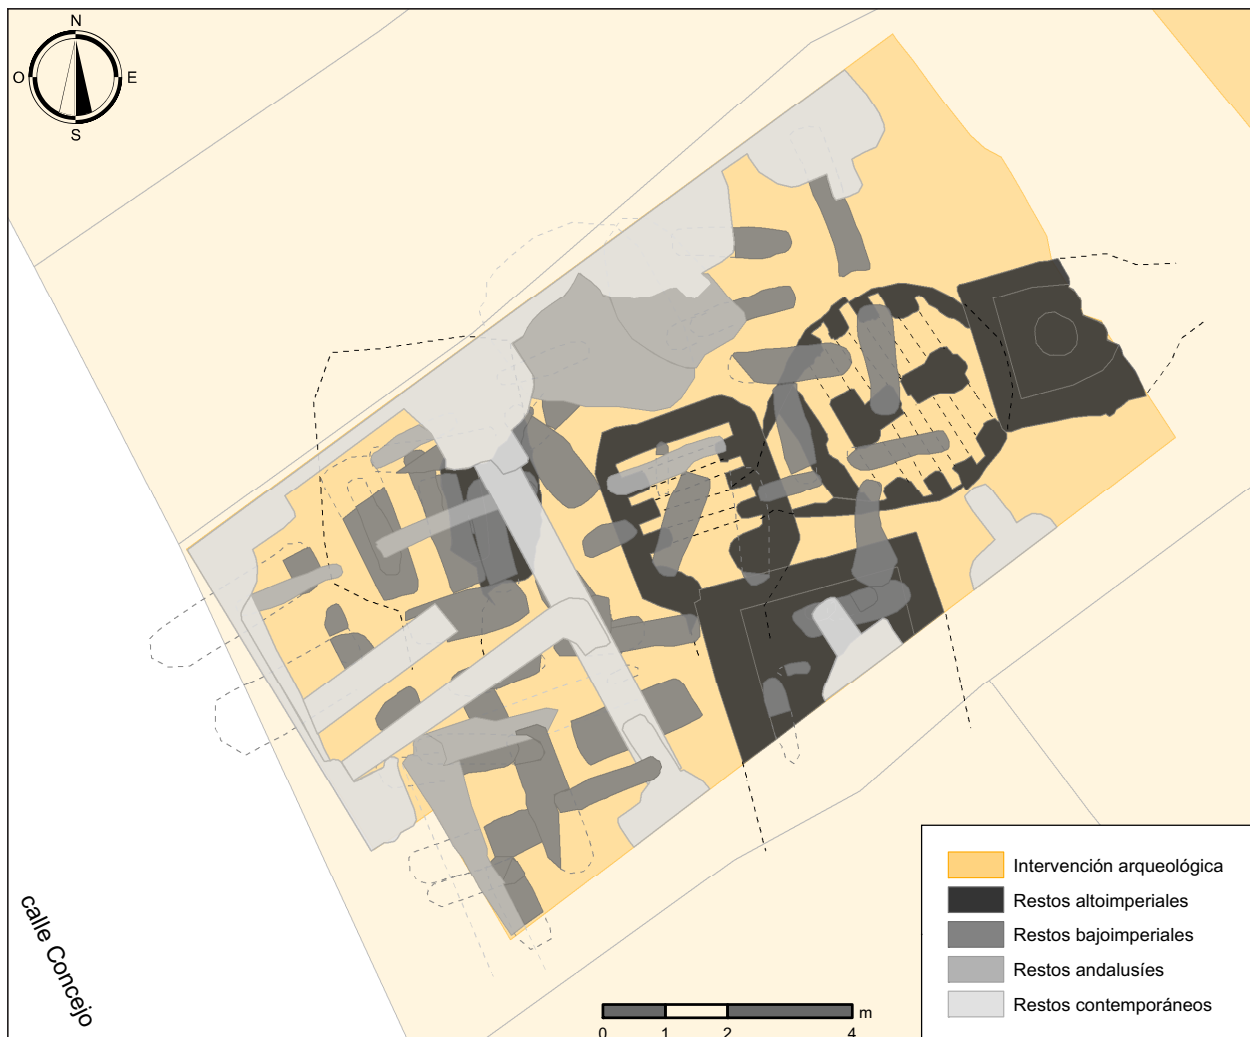 N
O
E
S
calle Concejo
Intervención arqueológica
Restos altoimperiales
Restos bajoimperiales
Restos andalusíes
Restos contemporáneos
m
0 1 2 4